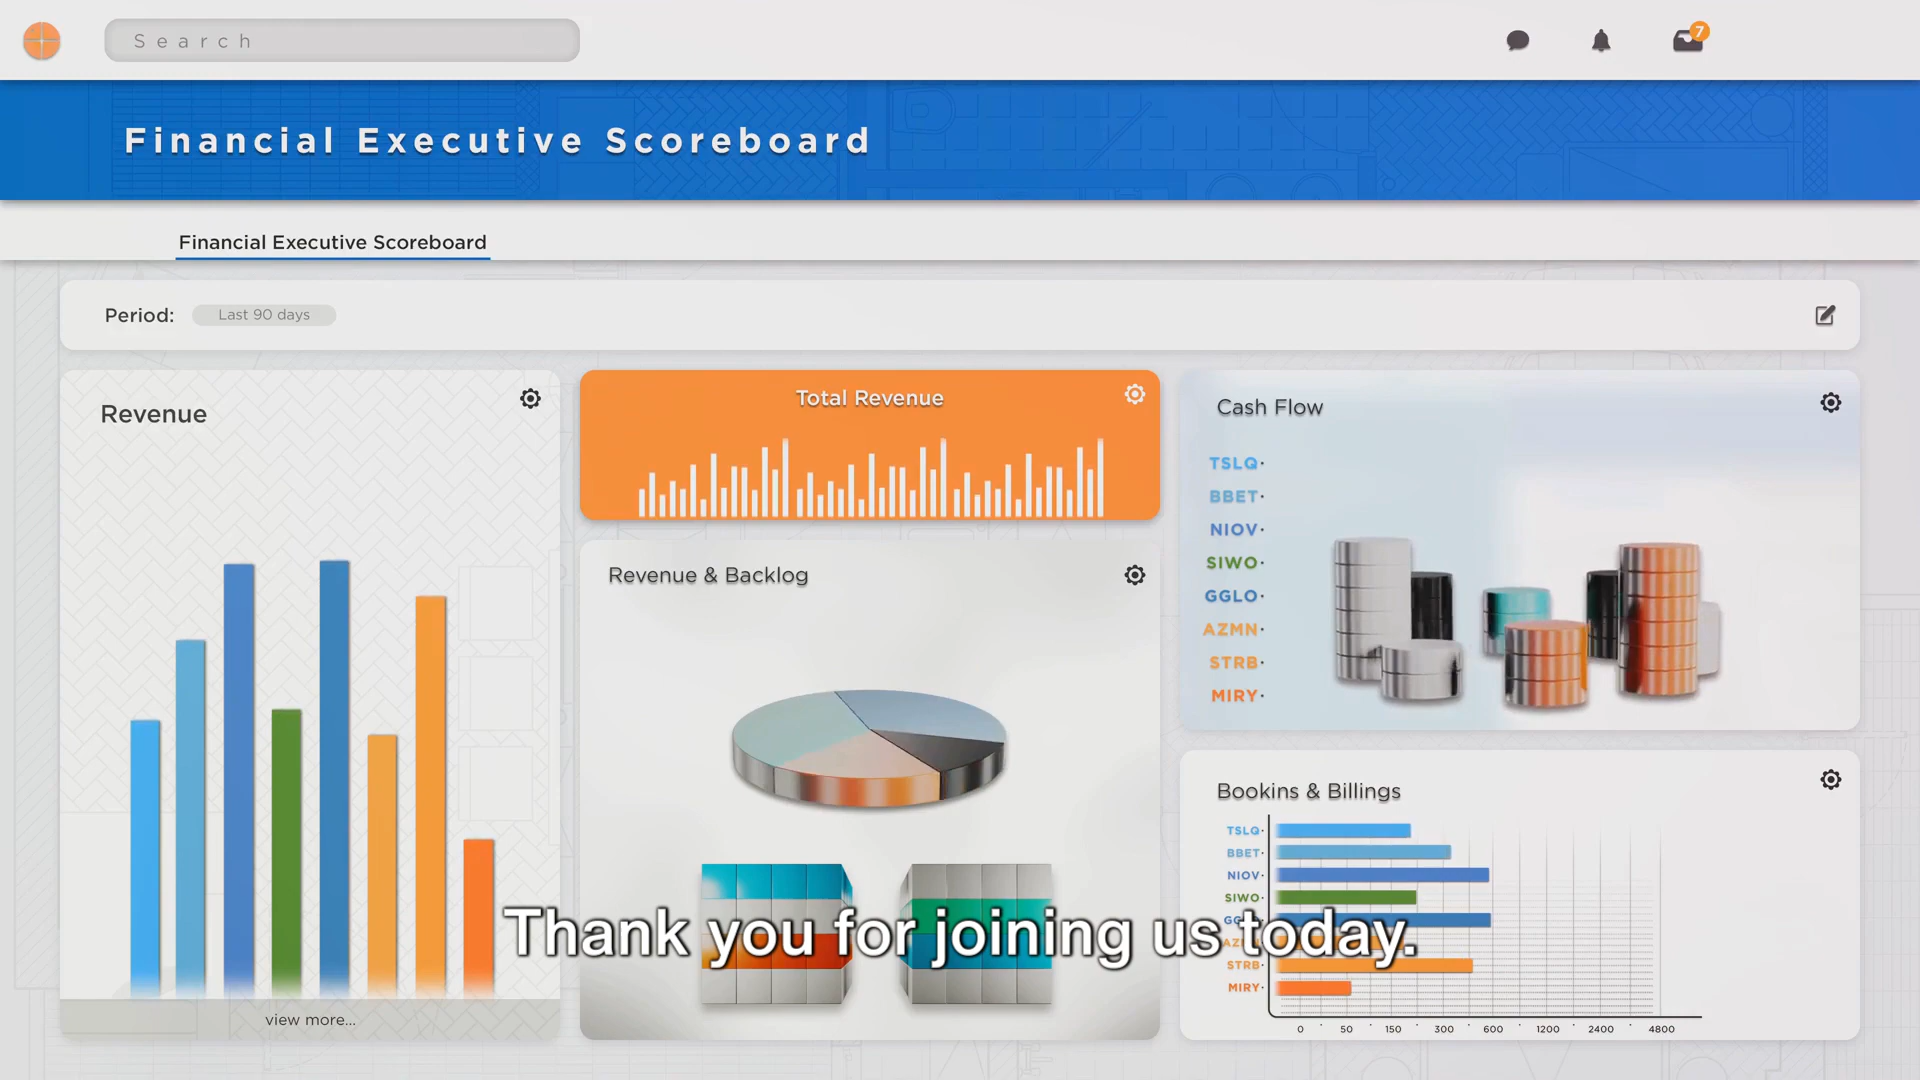 Search
7
Financial Executive Scoreboard
Financial Executive Scoreboard
Period: Last 90 days
Revenue
view more...
Total Revenue
Revenue & Backlog
Cash Flow
TSLQ
BBET
NIOV
SIWO
GGLO
AZMN
STRB
MIRY
Bookins & Billings
TSLQ
BBET
NIOV
SIWO
STRB
MIRY
0 50 150 300 600 1200 2400 4800
Thank you for joining us today.